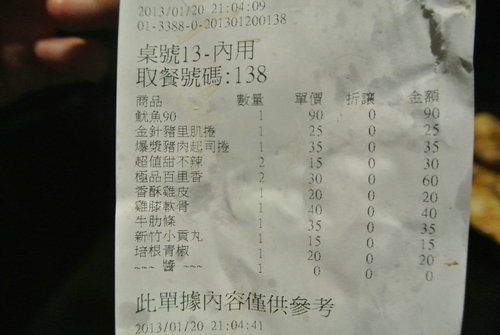 2013/01/20 21:04:09
01-3388-0-201301200138
桌號13-內用
取餐號碼:138
商品 數量 單價 折讓 金額
魷魚90 1 90 0 90
金針豬里肌捲 1 25 0 25
爆漿豬肉起司捲 1 35 0 35
超值甜不辣 2 15 0 30
極品百里香 2 30 0 60
香酥雞皮 1 20 0 20
雞膝軟骨 1 40 0 40
牛肋條 1 35 0 35
新竹小貢丸 1 15 0 15
培根青椒 1 20 0 20
~~~ 醬 ~~~ 1 0 0 0
此單據內容僅供參考
2013/01/20 21:04:41